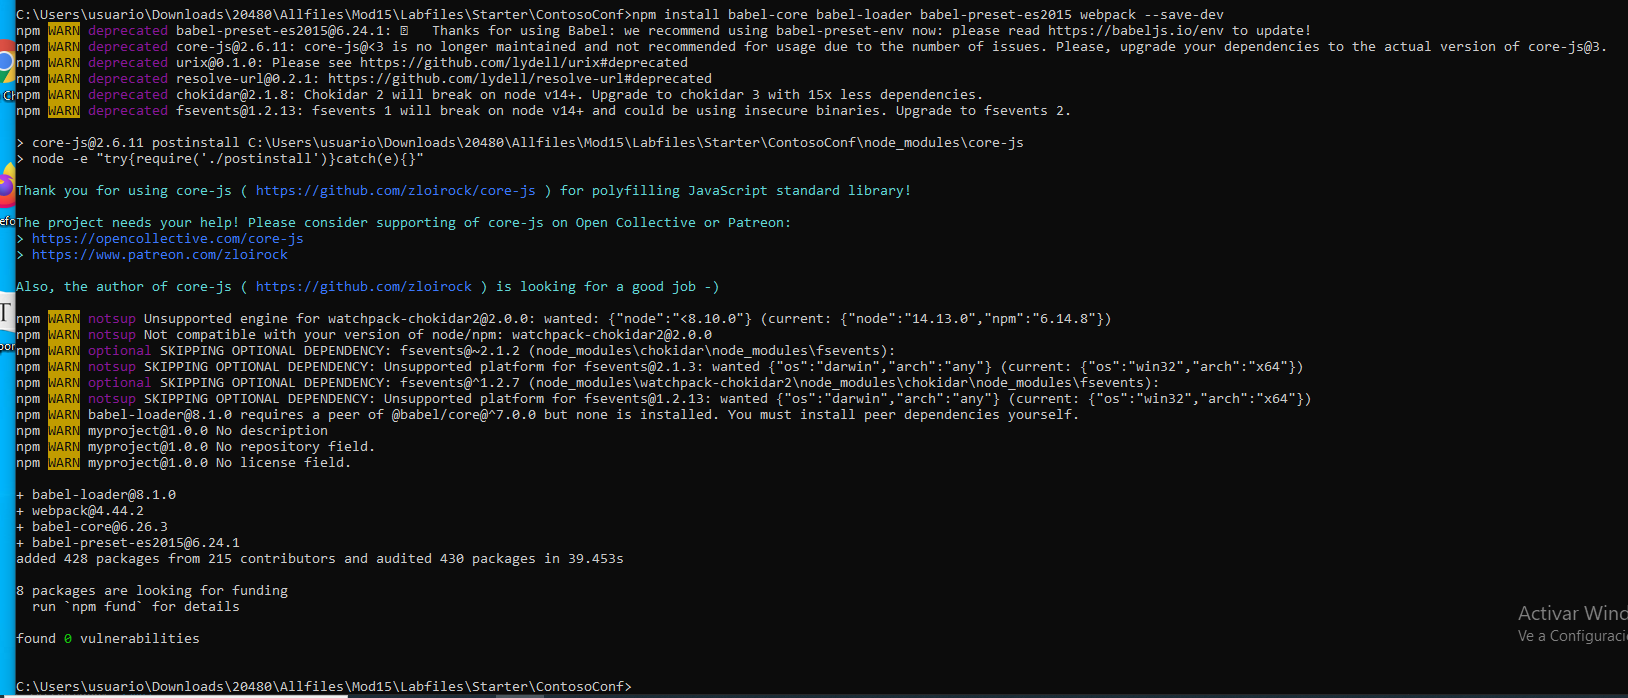 C:\Users\usuario\Downloads\20480\Allfiles\Mod15\Labfiles\Starter\ContosoConf>npm install babel-core babel-loader babel-preset-es2015 webpack --save-dev
npm WARN deprecated babel-preset-es2015@6.24.1: Thanks for using Babel: we recommend using babel-preset-env now: please read https://babeljs.io/env to update!
npm WARN deprecated core-js@2.6.11: core-js@<3 is no longer maintained and not recommended for usage due to the number of issues. Please, upgrade your dependencies to the actual version of core-js@3.
npm WARN deprecated urix@0.1.0: Please see https://github.com/lydell/urix#deprecated
npm WARN deprecated resolve-url@0.2.1: https://github.com/lydell/resolve-url#deprecated
npm WARN deprecated chokidar@2.1.8: Chokidar 2 will break on node v14+. Upgrade to chokidar 3 with 15x less dependencies.
npm WARN deprecated fsevents@1.2.13: fsevents 1 will break on node v14+ and could be using insecure binaries. Upgrade to fsevents 2.
> core-js@2.6.11 postinstall C:\Users\usuario\Downloads\20480\Allfiles\Mod15\Labfiles\Starter\ContosoConf\node_modules\core-js
> node -e "try{require('./postinstall')}catch(e){}"
Thank you for using core-js ( https://github.com/zloirock/core-js ) for polyfilling JavaScript standard library!
The project needs your help! Please consider supporting of core-js on Open Collective or Patreon:
> https://opencollective.com/core-js
> https://www.patreon.com/zloirock
Also, the author of core-js ( https://github.com/zloirock ) is looking for a good job -)
npm WARN notsup Unsupported engine for watchpack-chokidar2@2.0.0: wanted: {"node":"<8.10.0"} (current: {"node":"14.13.0","npm":"6.14.8"})
npm WARN notsup Not compatible with your version of node/npm: watchpack-chokidar2@2.0.0
npm WARN optional SKIPPING OPTIONAL DEPENDENCY: fsevents@~2.1.2 (node_modules\chokidar\node_modules\fsevents):
npm WARN notsup SKIPPING OPTIONAL DEPENDENCY: Unsupported platform for fsevents@2.1.3: wanted {"os":"darwin","arch":"any"} (current: {"os":"win32","arch":"x64"})
npm WARN optional SKIPPING OPTIONAL DEPENDENCY: fsevents@^1.2.7 (node_modules\watchpack-chokidar2\node_modules\chokidar\node_modules\fsevents):
npm WARN notsup SKIPPING OPTIONAL DEPENDENCY: Unsupported platform for fsevents@1.2.13: wanted {"os":"darwin","arch":"any"} (current: {"os":"win32","arch":"x64"})
npm WARN babel-loader@8.1.0 requires a peer of @babel/core@^7.0.0 but none is installed. You must install peer dependencies yourself.
npm WARN myproject@1.0.0 No description
npm WARN myproject@1.0.0 No repository field.
npm WARN myproject@1.0.0 No license field.
+ babel-loader@8.1.0
+ webpack@4.44.2
+ babel-core@6.26.3
+ babel-preset-es2015@6.24.1
added 428 packages from 215 contributors and audited 430 packages in 39.453s
8 packages are looking for funding
run `npm fund` for details
found 0 vulnerabilities
Activar Wind
Ve a Configuraci
C:\Users\usuario\Downloads\20480\Allfiles\Mod15\Labfiles\Starter\ContosoConf>